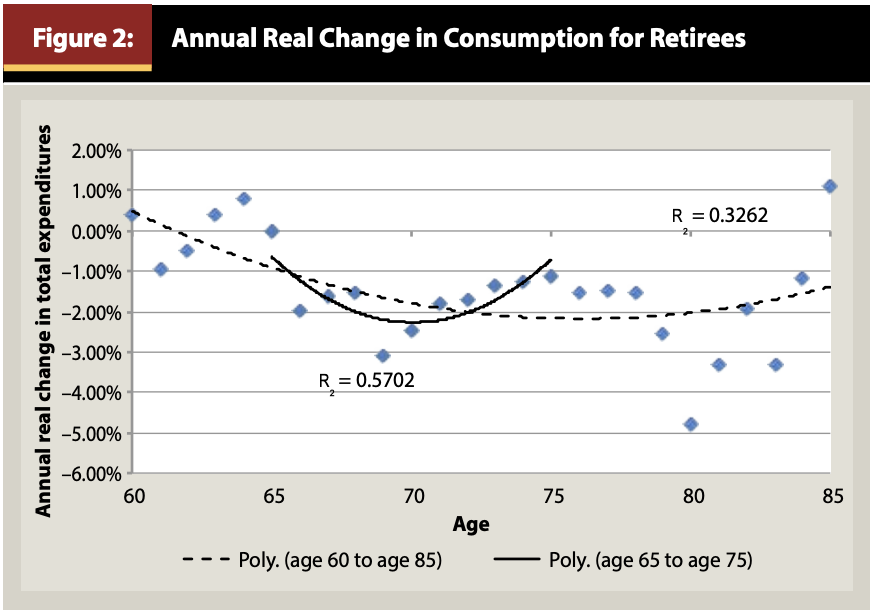 Figure 2: Annual Real Change in Consumption for Retirees
Annual real change in total expenditures
2.00%
1.00%
0.00%
−1.00%
−2.00%
−3.00%
−4.00%
−5.00%
−6.00%
R₂ = 0.3262
R₂ = 0.5702
60 65 70 75 80 85
Age
Poly. (age 60 to age 85) Poly. (age 65 to age 75)